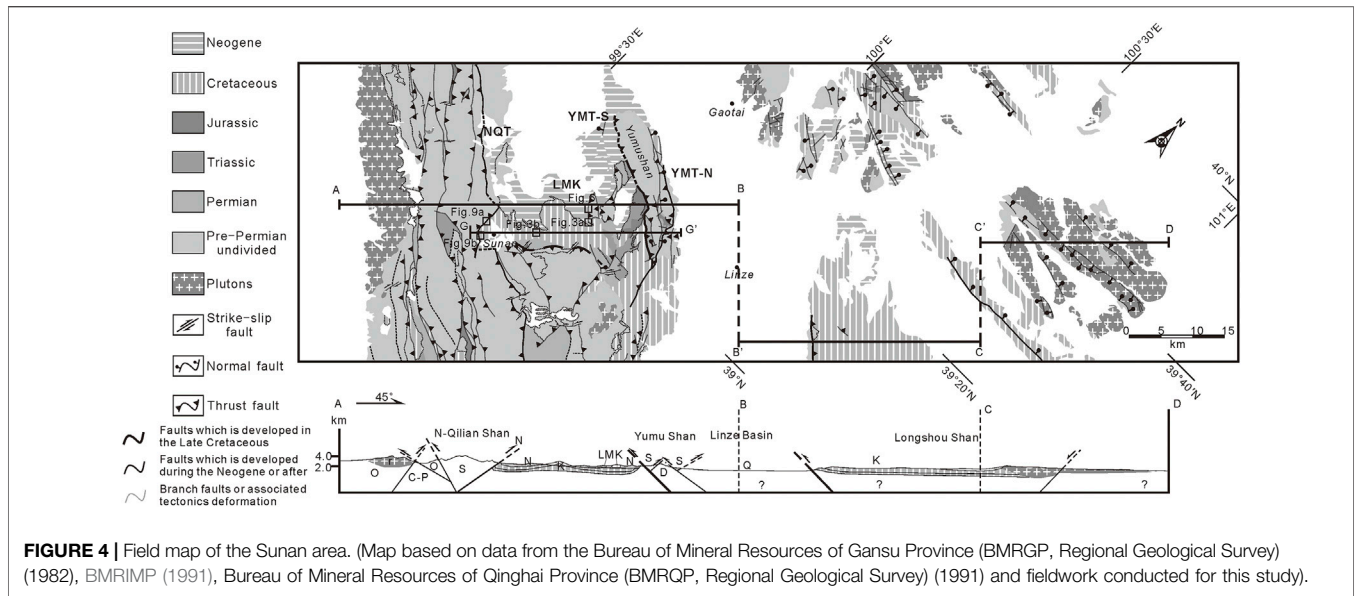 Neogene
Cretaceous
Jurassic
Triassic
Permian
Pre-Permian
undivided
Plutons
Strike-slip
fault
Normal fault
Thrust fault
Faults which is developed in
the Late Cretaceous
Faults which is developed
during the Neogene or after
Branch faults or associated
tectonics deformation
99°30'E
100°E
100°30'E
40°N
101°E
N
NQT
YMT-S
Yumushan
YMT-N
Gaotai
LMK
A
B
Fig.9a
Fig.3b
Fig.3a
G
G'
Fig.9b
Sunan
Linze
C'
D
0 5 10 15
km
B'
C
39°N
39°20'N
39°40'N
A
45°
B
C
D
km
4.0
2.0
N-Qilian Shan
Yumu Shan
Linze Basin
Longshou Shan
N
LMK
O
C-P
O
S
N
K
N
S
D
S
Q
?
K
?
?
FIGURE 4 | Field map of the Sunan area. (Map based on data from the Bureau of Mineral Resources of Gansu Province (BMRGP, Regional Geological Survey)
(1982), BMRIMP (1991), Bureau of Mineral Resources of Qinghai Province (BMRQP, Regional Geological Survey) (1991) and fieldwork conducted for this study).